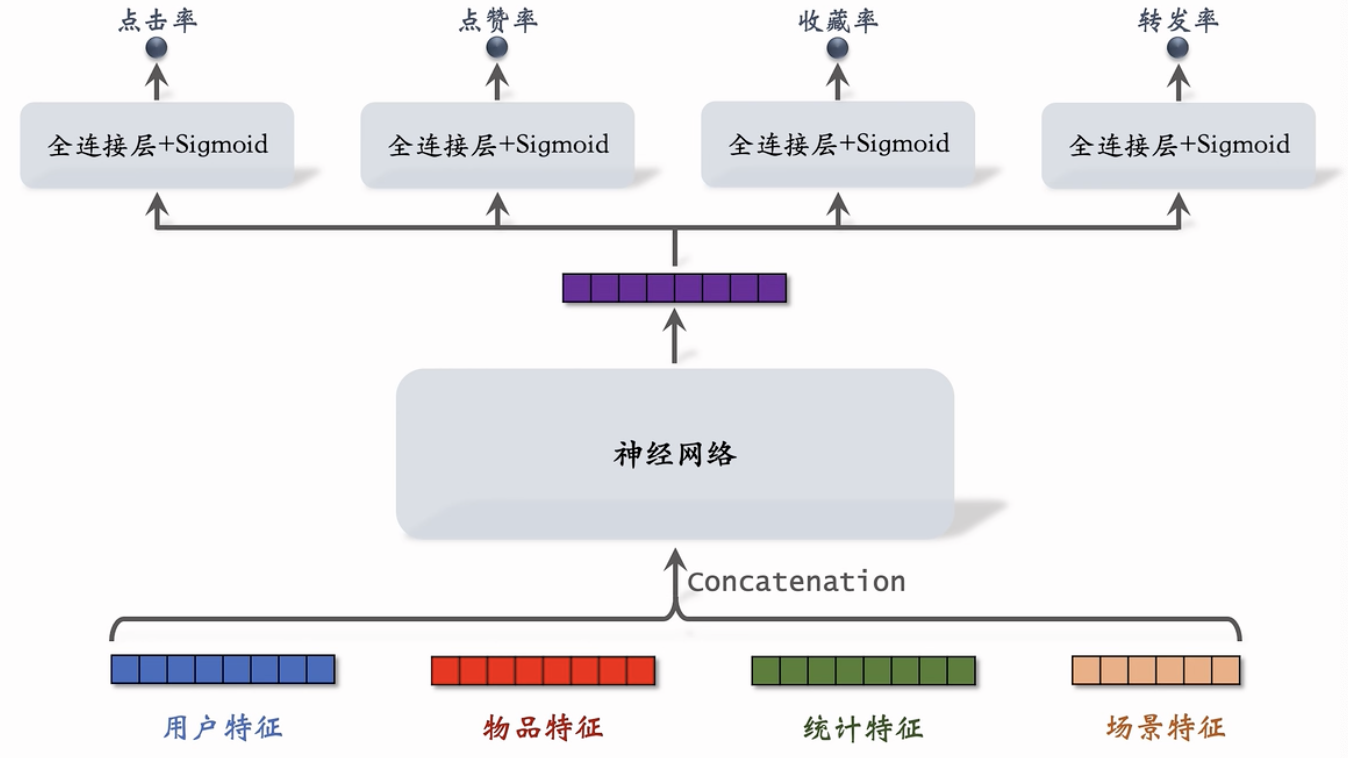 点击率
点赞率
收藏率
转发率
全连接层+Sigmoid
全连接层+Sigmoid
全连接层+Sigmoid
全连接层+Sigmoid
神经网络
Concatenation
用户特征
物品特征
统计特征
场景特征